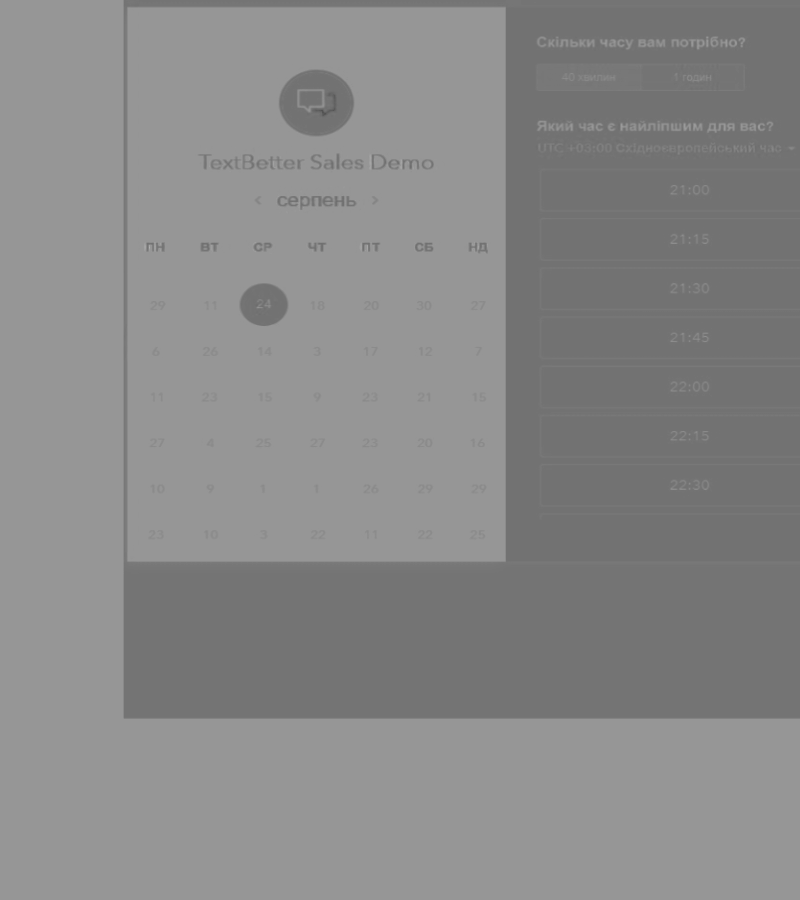 TextBetter Sales Demo
‹ серпень ›
ПН ВТ СР ЧТ ПТ СБ НД
29 11 24 18 20 30 27
6 26 14 3 17 12 7
11 23 15 9 23 21 15
27 4 25 27 23 20 16
10 9 1 1 26 29 29
23 10 3 22 11 22 25
Скільки часу вам потрібно?
40 хвилин 1 годин
Який час є найліпшим для вас?
UTC +03:00 Східноєвропейський час
21:00
21:15
21:30
21:45
22:00
22:15
22:30